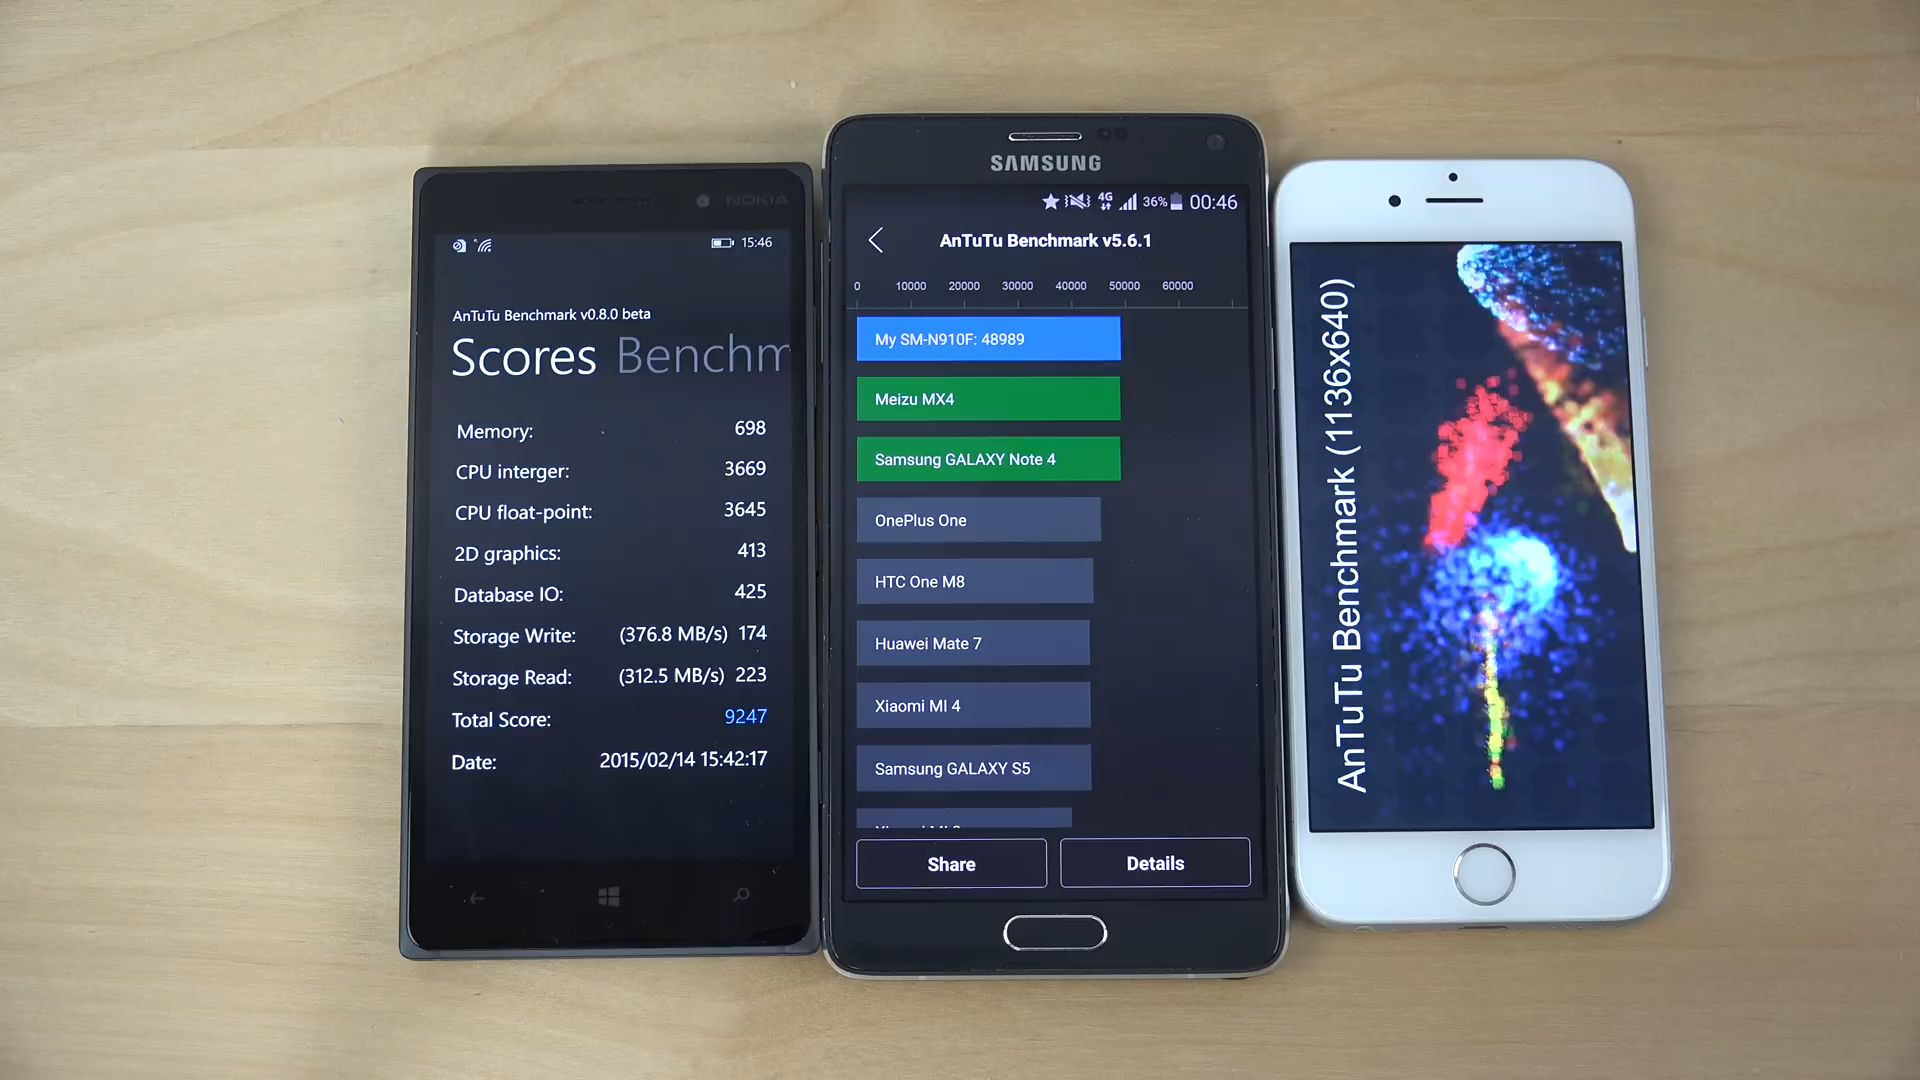 NOKIA
15:46
AnTuTu Benchmark v0.8.0 beta
Scores Benchm
Memory: 698
CPU interger: 3669
CPU float-point: 3645
2D graphics: 413
Database IO: 425
Storage Write: (376.8 MB/s) 174
Storage Read: (312.5 MB/s) 223
Total Score: 9247
Date: 2015/02/14 15:42:17
SAMSUNG
4G 36% 00:46
AnTuTu Benchmark v5.6.1
0 10000 20000 30000 40000 50000 60000
My SM-N910F: 48989
Meizu MX4
Samsung GALAXY Note 4
OnePlus One
HTC One M8
Huawei Mate 7
Xiaomi MI 4
Samsung GALAXY S5
Share Details
AnTuTu Benchmark (1136x640)